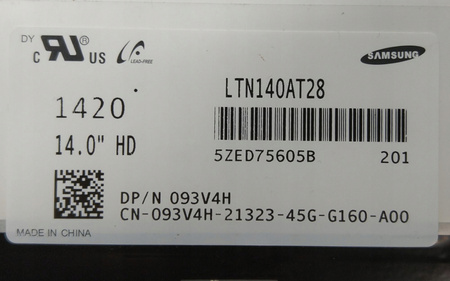 DY
c RU ® US
LEAD-FREE
SAMSUNG
1420
14.0" HD
LTN140AT28
5ZED75605B 201
DP/N 093V4H
CN-093V4H-21323-45G-G160-A00
MADE IN CHINA